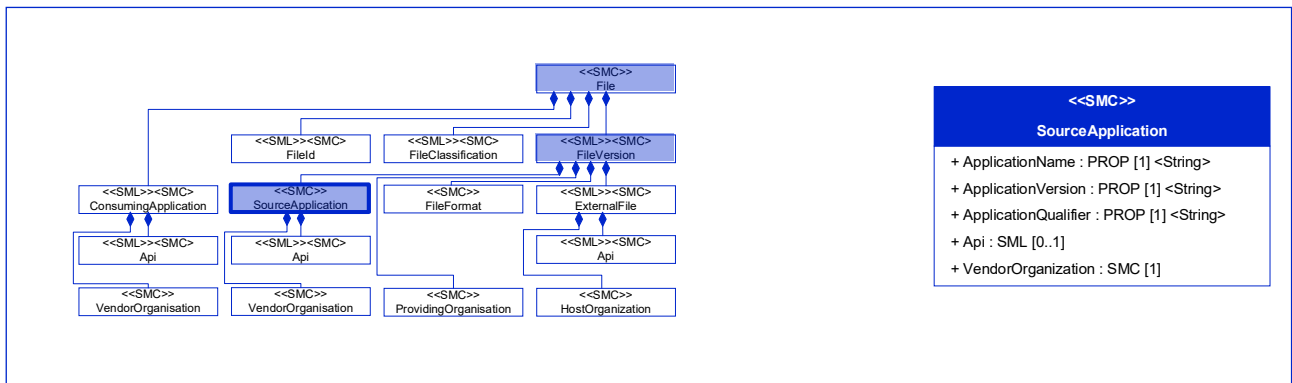 <<SMC>>
File
<<SML>><SMC>
FileId
<<SML>><SMC>
FileClassification
<<SML>><SMC>
FileVersion
<<SML>><SMC>
ConsumingApplication
<<SMC>>
SourceApplication
<<SML>><SMC>
FileFormat
<<SML>><SMC>
ExternalFile
<<SML>><SMC>
Api
<<SML>><SMC>
Api
<<SML>><SMC>
Api
<<SMC>>
VendorOrganisation
<<SMC>>
VendorOrganisation
<<SMC>>
ProvidingOrganisation
<<SMC>>
HostOrganization
<<SMC>>
SourceApplication
+ ApplicationName : PROP [1] <String>
+ ApplicationVersion : PROP [1] <String>
+ ApplicationQualifier : PROP [1] <String>
+ Api : SML [0..1]
+ VendorOrganization : SMC [1]